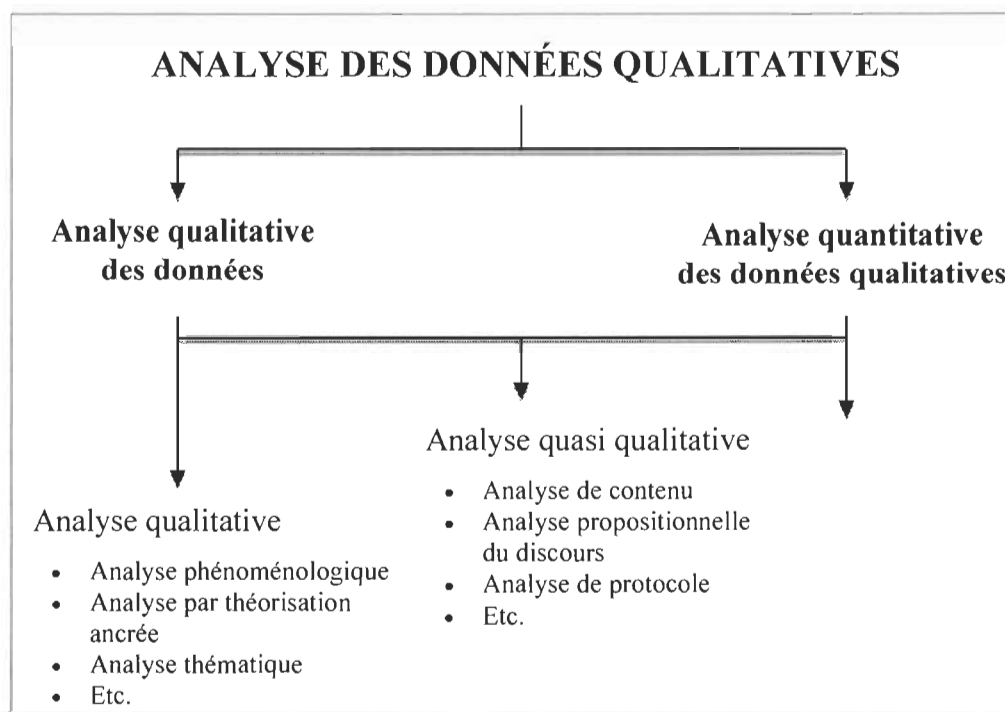 ANALYSE DES DONNÉES QUALITATIVES
Analyse qualitative
des données
Analyse quantitative
des données qualitatives
Analyse quasi qualitative
• Analyse de contenu
• Analyse propositionnelle
du discours
• Analyse de protocole
• Etc.
Analyse qualitative
• Analyse phénoménologique
• Analyse par théorisation
ancrée
• Analyse thématique
• Etc.